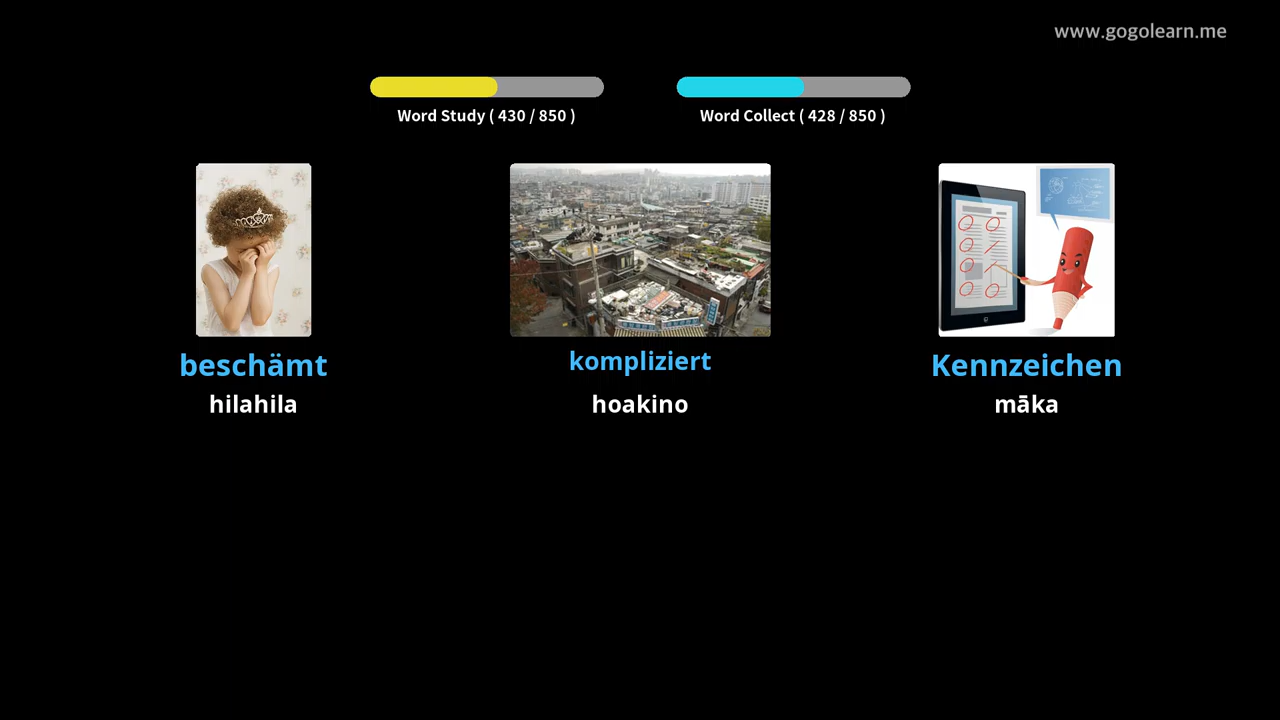 www.gogolearn.me
Word Study ( 430 / 850 )
Word Collect ( 428 / 850 )
beschämt
kompliziert
Kennzeichen
hilahila
hoakino
māka